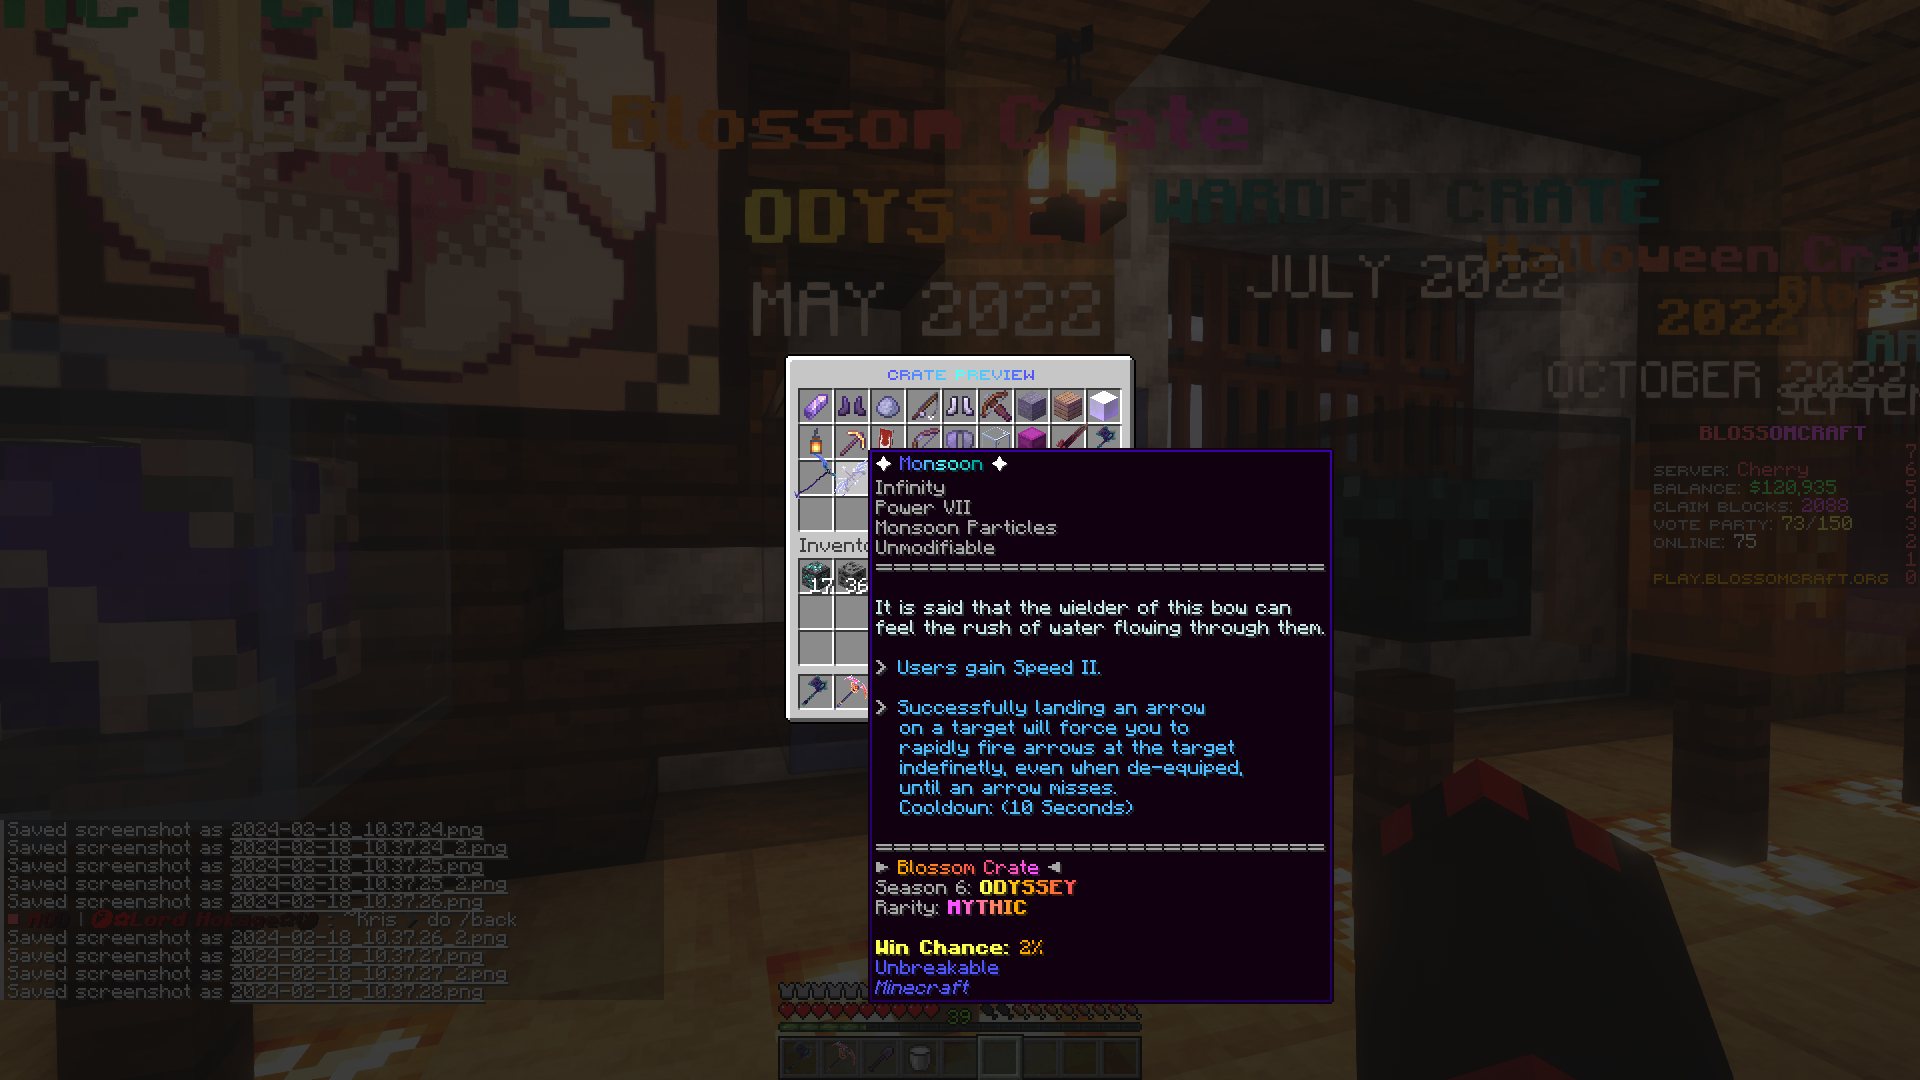 Blossom Crate
ODYSSEY
MAY 2022
WARDEN CRATE
JULY 2022
Halloween Cra
2022
OCTOBER 2022
CRATE PREVIEW
✦ Monsoon ✦
Infinity
Power VII
Monsoon Particles
Unmodifiable
============================
It is said that the wielder of this bow can
feel the rush of water flowing through them.
> Users gain Speed II.
> Successfully landing an arrow
on a target will force you to
rapidly fire arrows at the target
indefinetly, even when de-equiped,
until an arrow misses.
Cooldown: (10 Seconds)
============================
► Blossom Crate ◄
Season 6: ODYSSEY
Rarity: MYTHIC
Win Chance: 2%
Unbreakable
Minecraft
Invento
17 36
BLOSSOMCRAFT
SERVER: Cherry
BALANCE: $120,935
CLAIM BLOCKS: 2088
VOTE PARTY: 73/150
ONLINE: 75
PLAY.BLOSSOMCRAFT.ORG
7
6
5
4
3
2
1
0
Saved screenshot as 2024-02-18_10.37.24.png
Saved screenshot as 2024-02-18_10.37.24_2.png
Saved screenshot as 2024-02-18_10.37.25.png
Saved screenshot as 2024-02-18_10.37.25_2.png
Saved screenshot as 2024-02-18_10.37.26.png
Lord : ~Kris do /back
Saved screenshot as 2024-02-18_10.37.26_2.png
Saved screenshot as 2024-02-18_10.37.27.png
Saved screenshot as 2024-02-18_10.37.27_2.png
Saved screenshot as 2024-02-18_10.37.28.png
39